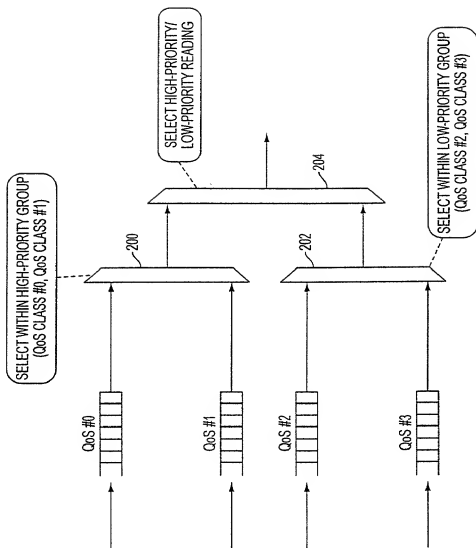 SELECT WITHIN HIGH-PRIORITY GROUP
(QoS CLASS #0, QoS CLASS #1)
SELECT HIGH-PRIORITY/
LOW-PRIORITY READING
200
204
202
SELECT WITHIN LOW-PRIORITY GROUP
(QoS CLASS #2, QoS CLASS #3)
QoS #0
QoS #1
QoS #2
QoS #3